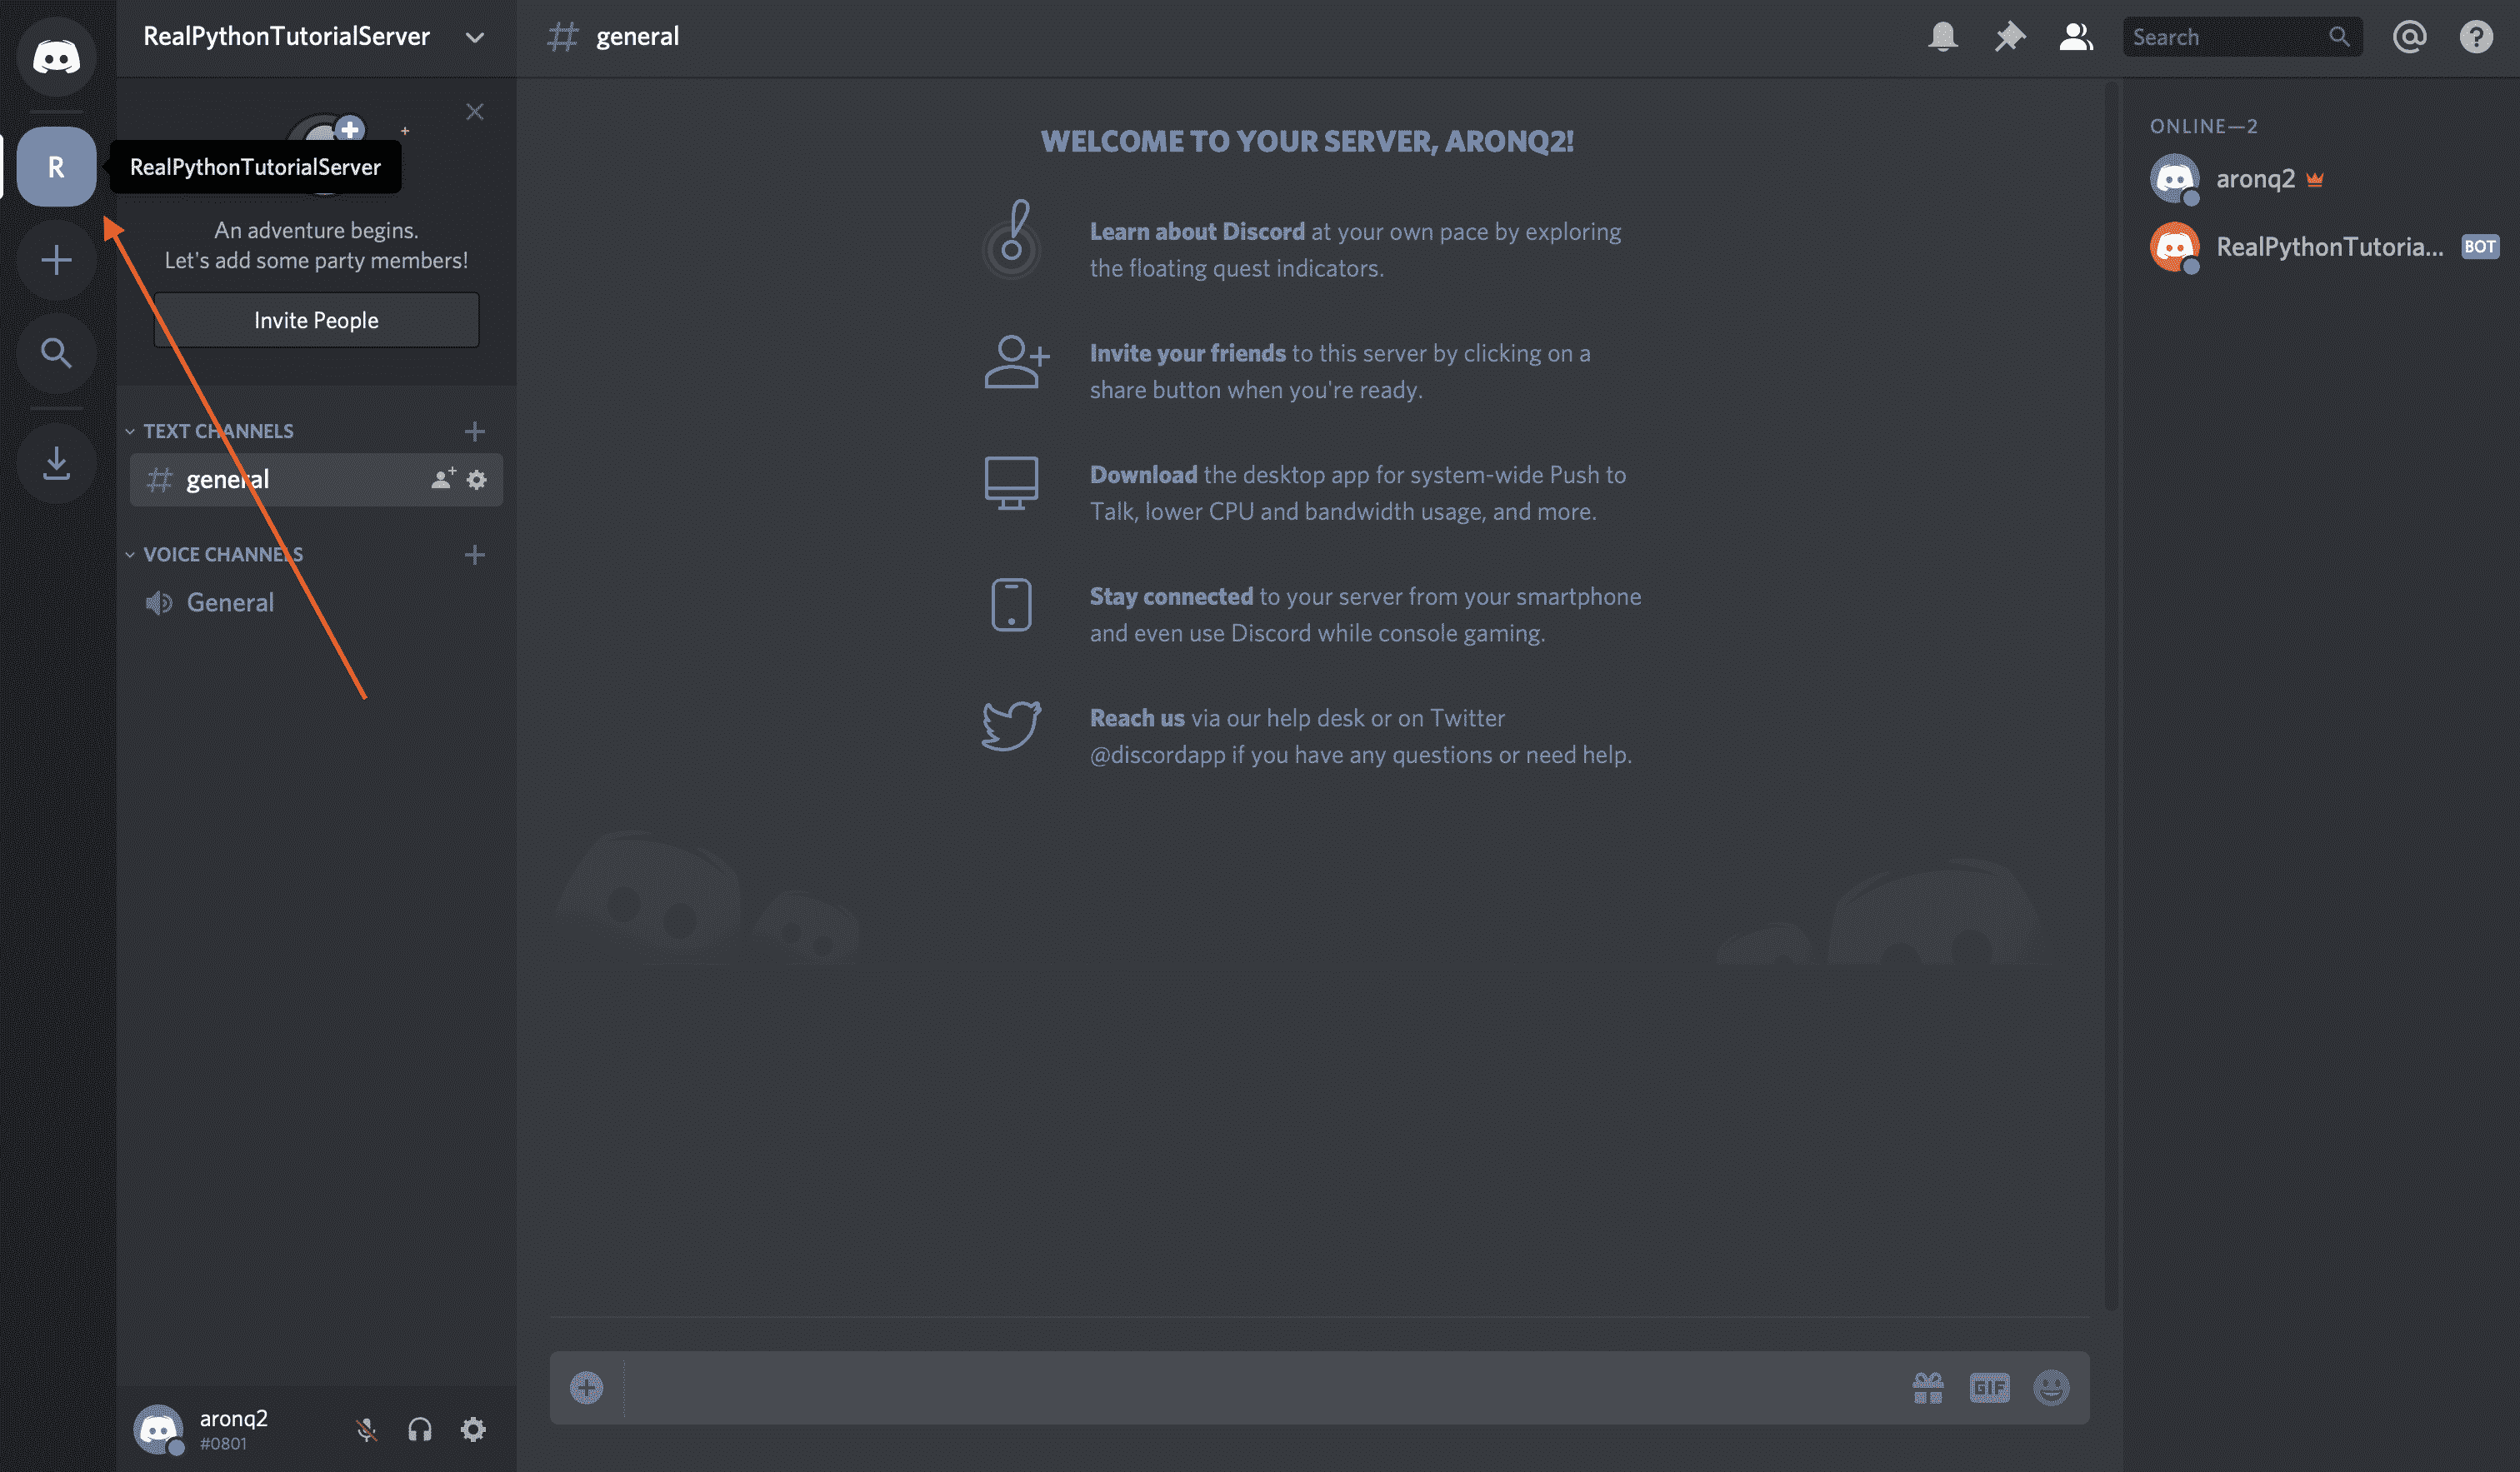 RealPythonTutorialServer
# general
Search
R
RealPythonTutorialServer
An adventure begins.
Let's add some party members!
Invite People
TEXT CHANNELS
# general
VOICE CHANNELS
General
WELCOME TO YOUR SERVER, ARONQ2!
Learn about Discord at your own pace by exploring
the floating quest indicators.
Invite your friends to this server by clicking on a
share button when you're ready.
Download the desktop app for system-wide Push to
Talk, lower CPU and bandwidth usage, and more.
Stay connected to your server from your smartphone
and even use Discord while console gaming.
Reach us via our help desk or on Twitter
@discordapp if you have any questions or need help.
ONLINE—2
aronq2
RealPythonTutoria... BOT
GIF
aronq2
#0801